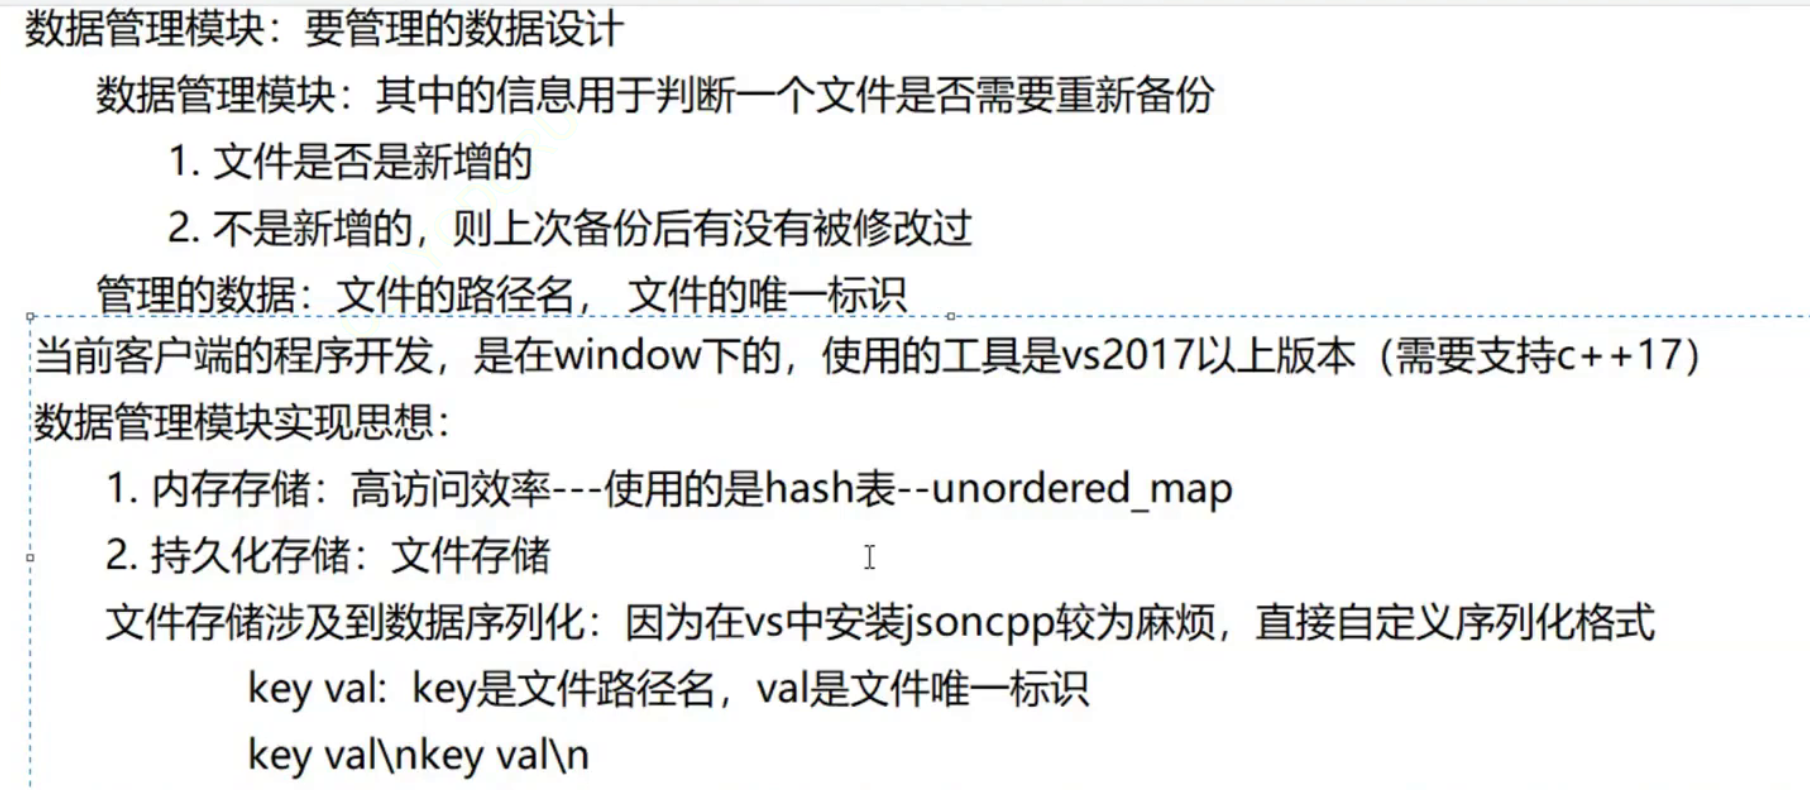 数据管理模块：要管理的数据设计
数据管理模块：其中的信息用于判断一个文件是否需要重新备份
1. 文件是否是新增的
2. 不是新增的，则上次备份后有没有被修改过
管理的数据：文件的路径名， 文件的唯一标识
当前客户端的程序开发，是在window下的，使用的工具是vs2017以上版本（需要支持c++17）
数据管理模块实现思想：
1. 内存存储：高访问效率---使用的是hash表--unordered_map
2. 持久化存储：文件存储
文件存储涉及到数据序列化：因为在vs中安装jsoncpp较为麻烦，直接自定义序列化格式
key val：key是文件路径名，val是文件唯一标识
key val\nkey val\n